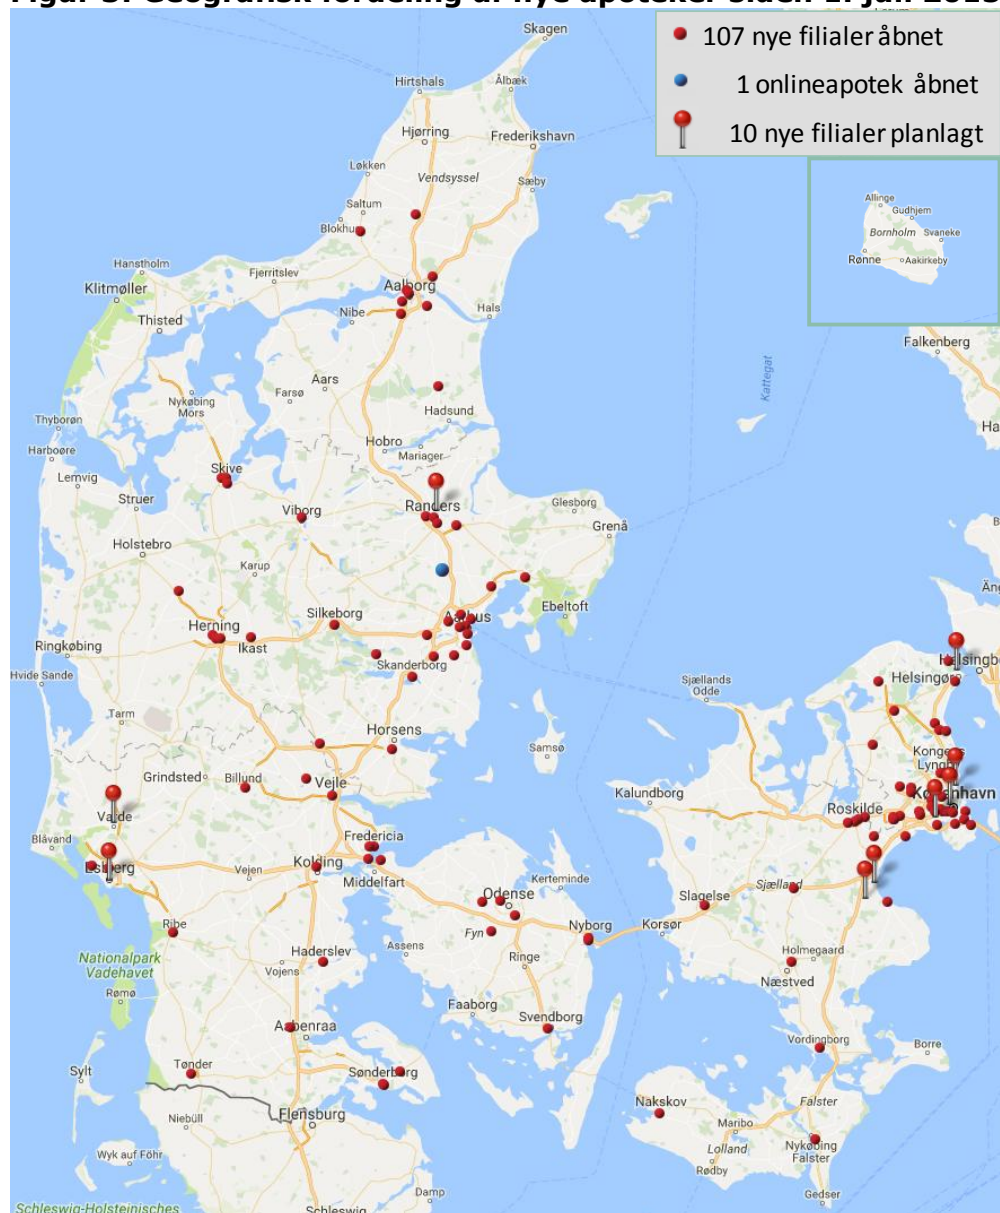 107 nye filialer åbnet
1 onlineapotek åbnet
10 nye filialer planlagt
Skagen
Hirtshals
Ålbæk
Hjørring
Frederikshavn
Løkken
Vendsyssel
Sæby
Saltum
Allinge
Gudhjem
Bornholm
Svaneke
Rønne
Aakirkeby
Hanstholm
Fjerritslev
Klitmøller
Aalborg
Nibe
Hals
Thisted
Falkenberg
Kattegat
Aars
Farsø
Nykøbing
Mors
Hadsund
Thyborøn
Hobro
Harboøre
Mariager
Skive
Lemvig
Struer
Viborg
Randers
Glesborg
Grenå
Holstebro
Karup
Silkeborg
Ebeltoft
Herning
Ikast
Ringkøbing
Skanderborg
Hvide Sande
Helsingør
Sjællands
Odde
Tarm
Horsens
Samsø
Grindsted
Billund
Vejle
Kalundborg
Roskilde
Blåvand
Fredericia
Kolding
Vejen
Middelfart
Kerteminde
Odense
Slagelse
Sjælland
Ribe
Fyn
Nyborg
Korsør
Assens
Haderslev
Ringe
Holmegaard
Nationalpark
Vadehavet
Vojens
Næstved
Rømø
Faaborg
Svendborg
Vordingborg
Borre
Tønder
Sylt
Nakskov
Falster
Maribo
Niebüll
Flensburg
Lolland
Nykøbing
Falster
Wyk auf Föhr
Rødby
Damp
Gedser
Schleswig-Holsteinisches
Schleswig